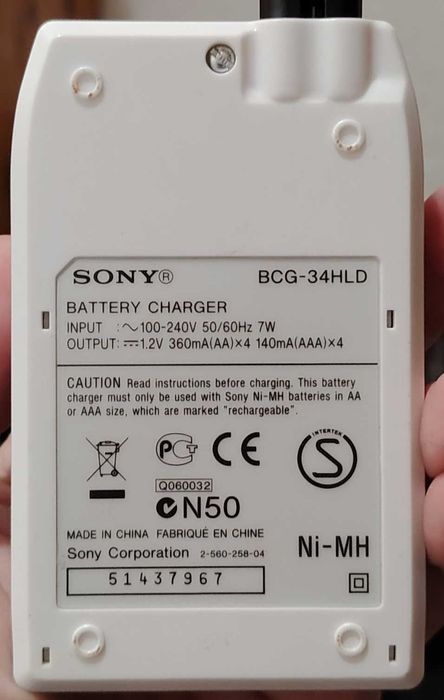 SONY® BCG-34HLD
BATTERY CHARGER
INPUT : ∼100-240V 50/60Hz 7W
OUTPUT: ⎓1.2V 360mA(AA)×4 140mA(AAA)×4
CAUTION Read instructions before charging. This battery
charger must only be used with Sony Ni-MH batteries in AA
or AAA size, which are marked "rechargeable".
PCT CE INTERTEK S
Q060032
N50
MADE IN CHINA FABRIQUÉ EN CHINE
Sony Corporation 2-560-258-04 Ni-MH
51437967